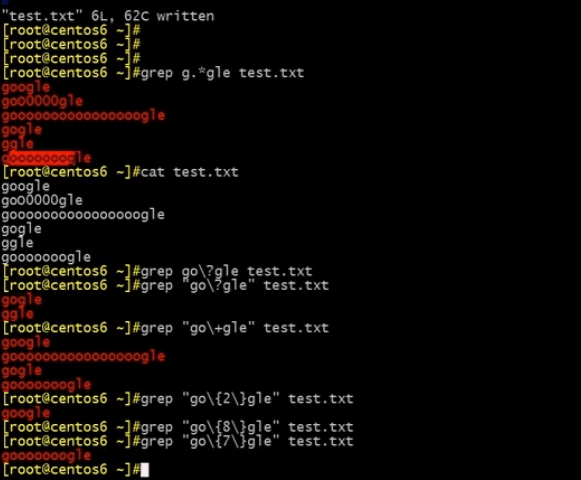 "test.txt" 6L, 62C written
[root@centos6 ~]#
[root@centos6 ~]#
[root@centos6 ~]#
[root@centos6 ~]#grep g.*gle test.txt
google
goOOOOOgle
goooooooooooooooogle
gogle
ggle
gooooooogle
[root@centos6 ~]#cat test.txt
google
goOOOOOgle
goooooooooooooooogle
gogle
ggle
gooooooogle
[root@centos6 ~]#grep go\?gle test.txt
[root@centos6 ~]#grep "go\?gle" test.txt
gogle
ggle
[root@centos6 ~]#grep "go\+gle" test.txt
google
goooooooooooooooogle
gogle
gooooooogle
[root@centos6 ~]#grep "go\{2\}gle" test.txt
google
[root@centos6 ~]#grep "go\{8\}gle" test.txt
[root@centos6 ~]#grep "go\{7\}gle" test.txt
gooooooogle
[root@centos6 ~]#